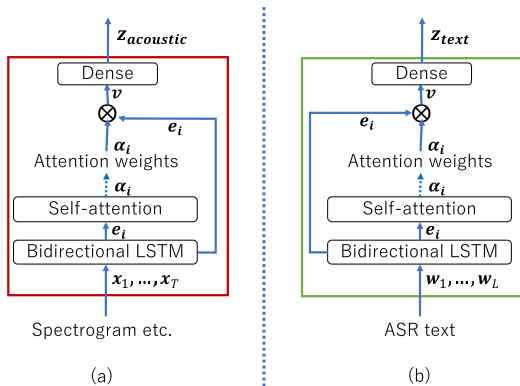 z_acoustic
Dense
v
e_i
α_i
Attention weights
α_i
Self-attention
e_i
Bidirectional LSTM
x_1, ..., x_T
Spectrogram etc.
(a)
z_text
Dense
v
e_i
α_i
Attention weights
α_i
Self-attention
e_i
Bidirectional LSTM
w_1, ..., w_L
ASR text
(b)